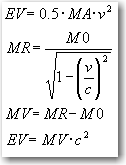 EV = 0.5·MA·v²
MR = M0 / √(1−(v/c)²)
MV = MR − M0
EV = MV·c²